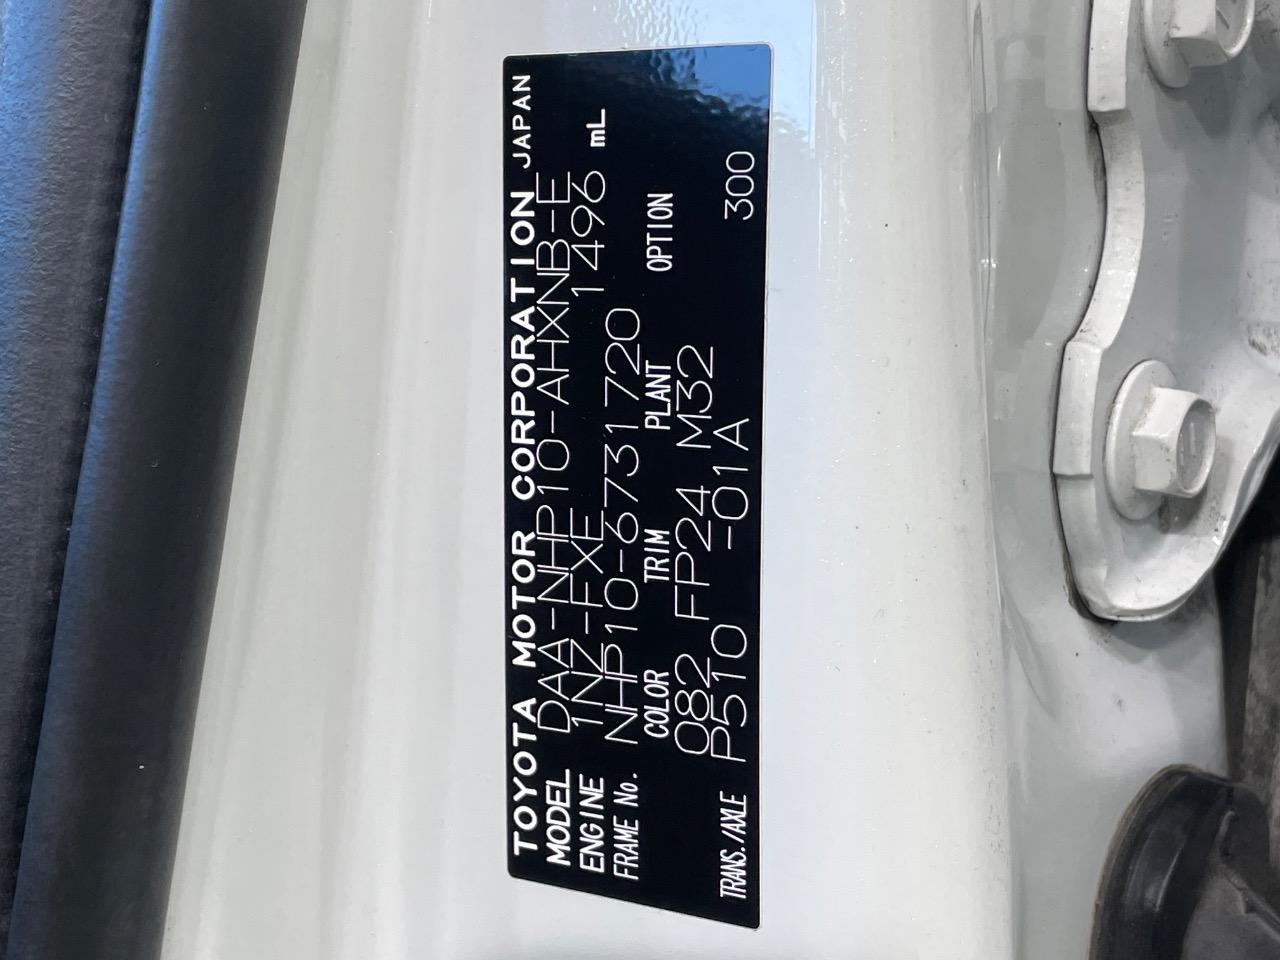 TOYOTA MOTOR CORPORATION JAPAN
MODEL DAA-NHP10-AHXNB-E
ENGINE 1NZ-FXE 1496 mL
FRAME No. NHP10-6731720
COLOR TRIM PLANT OPTION
082 FP24 M32
TRANS./AXLE P510 -01A 300